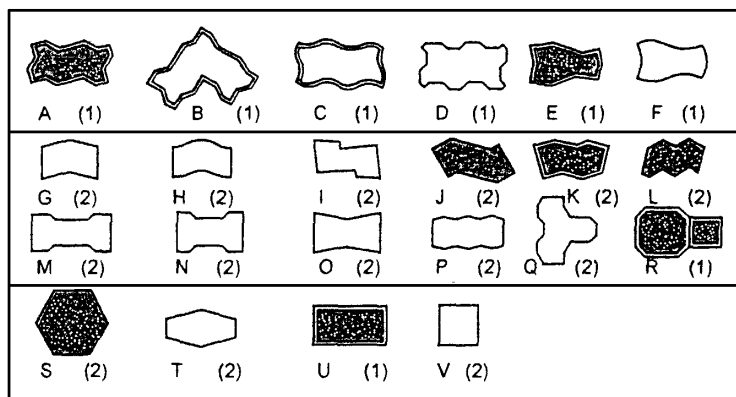 A (1) B (1) C (1) D (1) E (1) F (1)
G (2) H (2) I (2) J (2) K (2) L (2)
M (2) N (2) O (2) P (2) Q (2) R (1)
S (2) T (2) U (1) V (2)